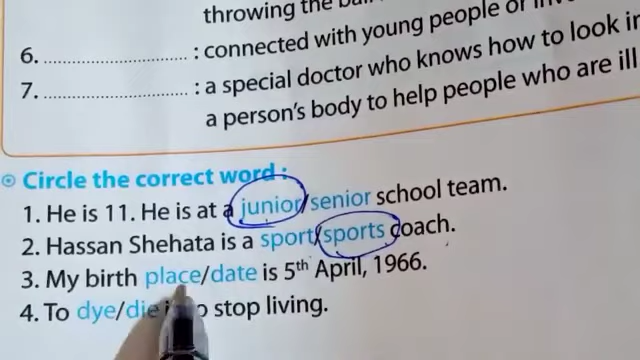 throwing the
6. ............................ : connected with young people or
7. ............................ : a special doctor who knows how to look
a person's body to help people who are ill
Circle the correct word :
1. He is 11. He is at a junior/senior school team.
2. Hassan Shehata is a sport/sports coach.
3. My birth place/date is 5th April, 1966.
4. To dye/die to stop living.